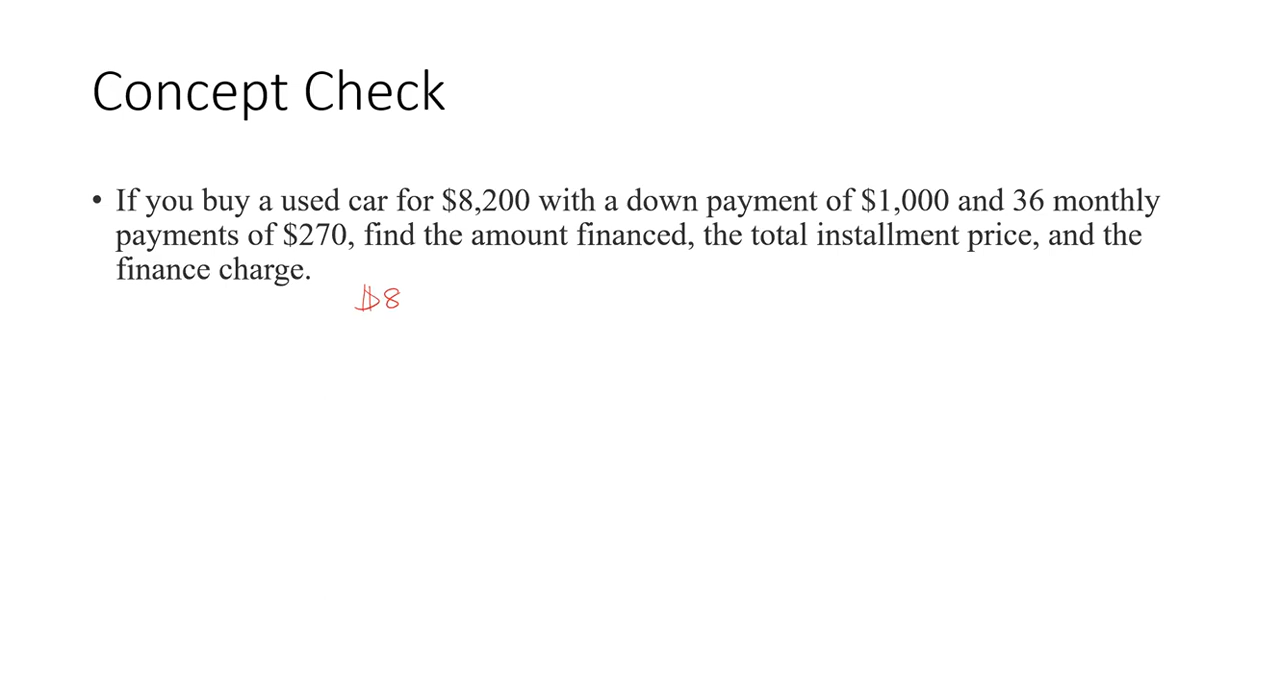 Concept Check
• If you buy a used car for $8,200 with a down payment of $1,000 and 36 monthly
payments of $270, find the amount financed, the total installment price, and the
finance charge.
$8